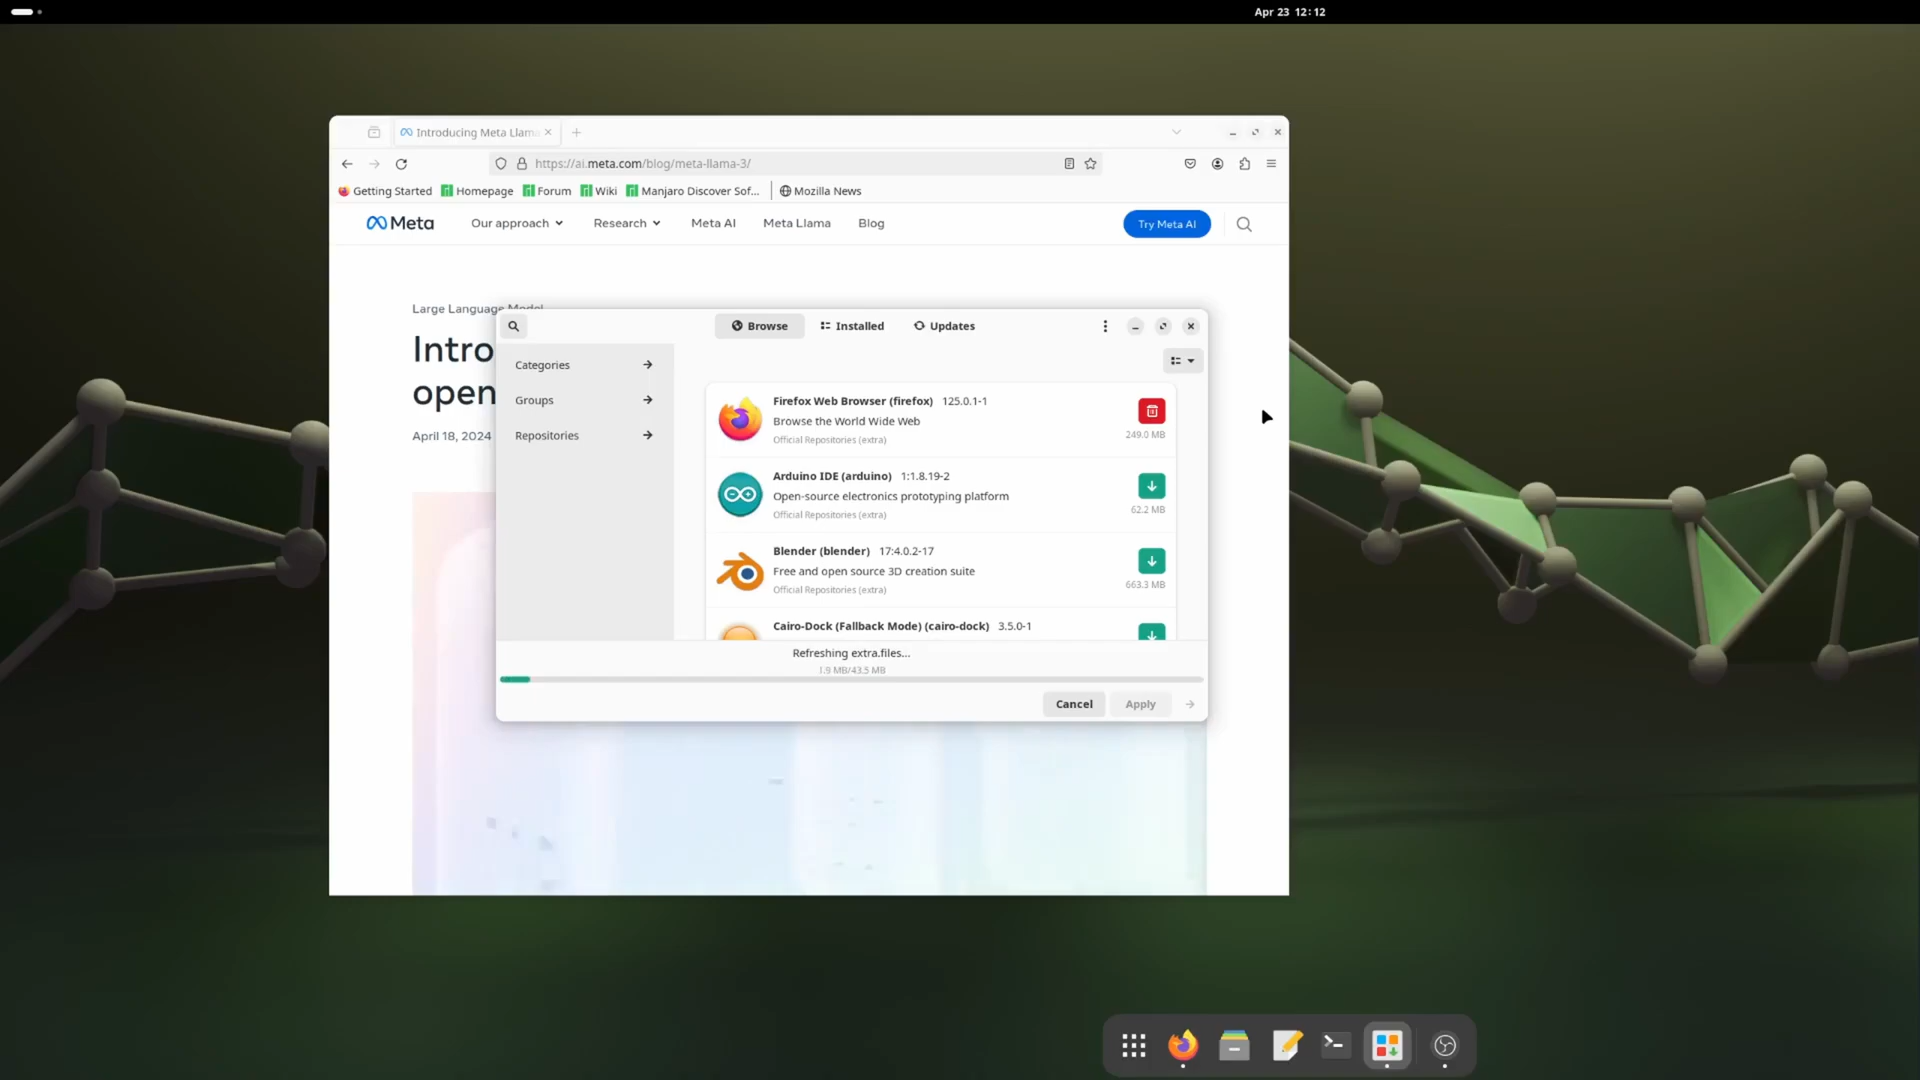 Apr 23 12:12
Introducing Meta Llama
https://ai.meta.com/blog/meta-llama-3/
Getting Started Homepage Forum Wiki Manjaro Discover Sof... Mozilla News
Meta Our approach Research Meta AI Meta Llama Blog Try Meta AI
Large Language Model
Intro
open
April 18, 2024
Browse Installed Updates
Categories
Groups
Repositories
Firefox Web Browser (firefox) 125.0.1-1
Browse the World Wide Web
Official Repositories (extra)
249.0 MB
Arduino IDE (arduino) 1:1.8.19-2
Open-source electronics prototyping platform
Official Repositories (extra)
62.2 MB
Blender (blender) 17:4.0.2-17
Free and open source 3D creation suite
Official Repositories (extra)
663.3 MB
Cairo-Dock (Fallback Mode) (cairo-dock) 3.5.0-1
Refreshing extra.files...
1.9 MB/43.5 MB
Cancel Apply